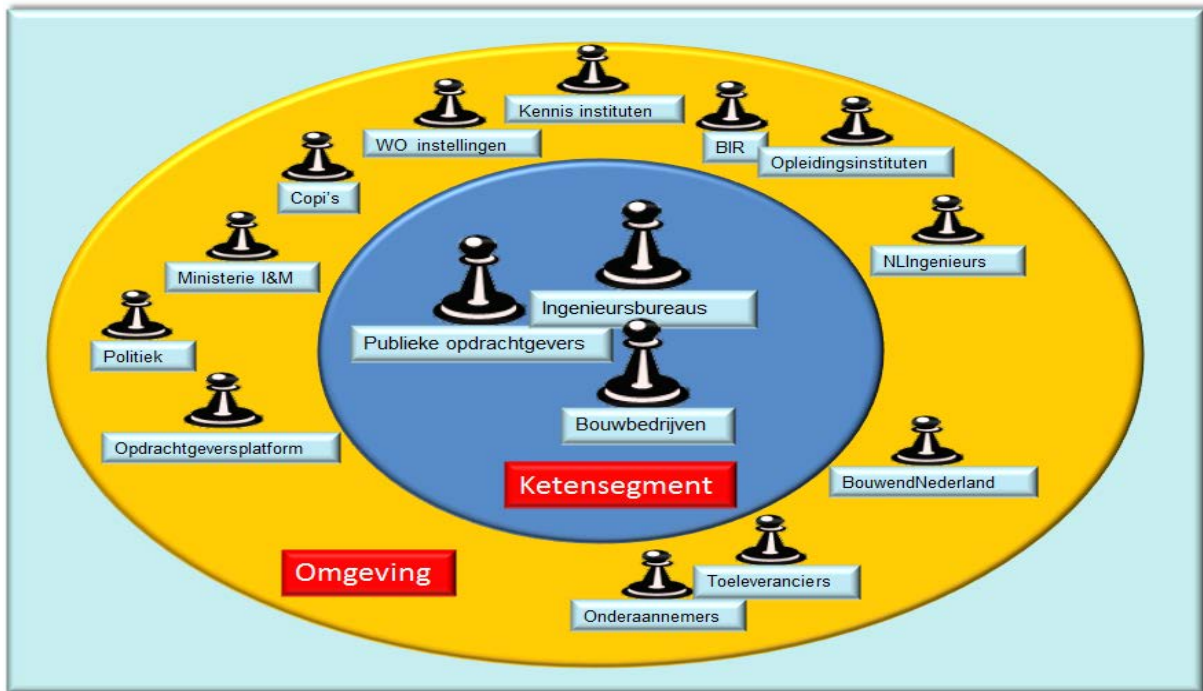 Kennis instituten
WO instellingen
BIR
Opleidingsinstituten
Copi's
NLIngenieurs
Ministerie I&M
Ingenieursbureaus
Publieke opdrachtgevers
Politiek
Bouwbedrijven
Opdrachtgeversplatform
BouwendNederland
Ketensegment
Omgeving
Toeleveranciers
Onderaannemers